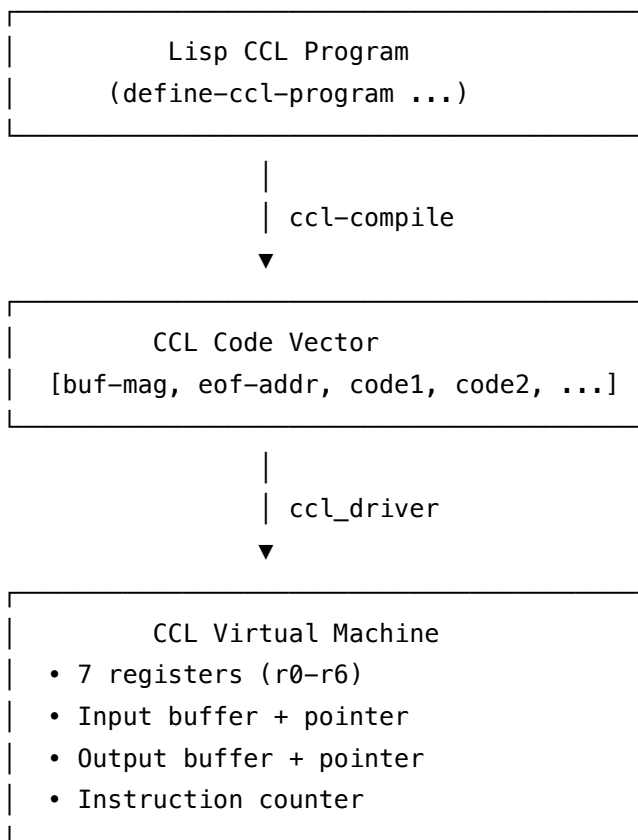 Lisp CCL Program
(define-ccl-program ...)
ccl-compile
CCL Code Vector
[buf-mag, eof-addr, code1, code2, ...]
ccl_driver
CCL Virtual Machine
• 7 registers (r0-r6)
• Input buffer + pointer
• Output buffer + pointer
• Instruction counter